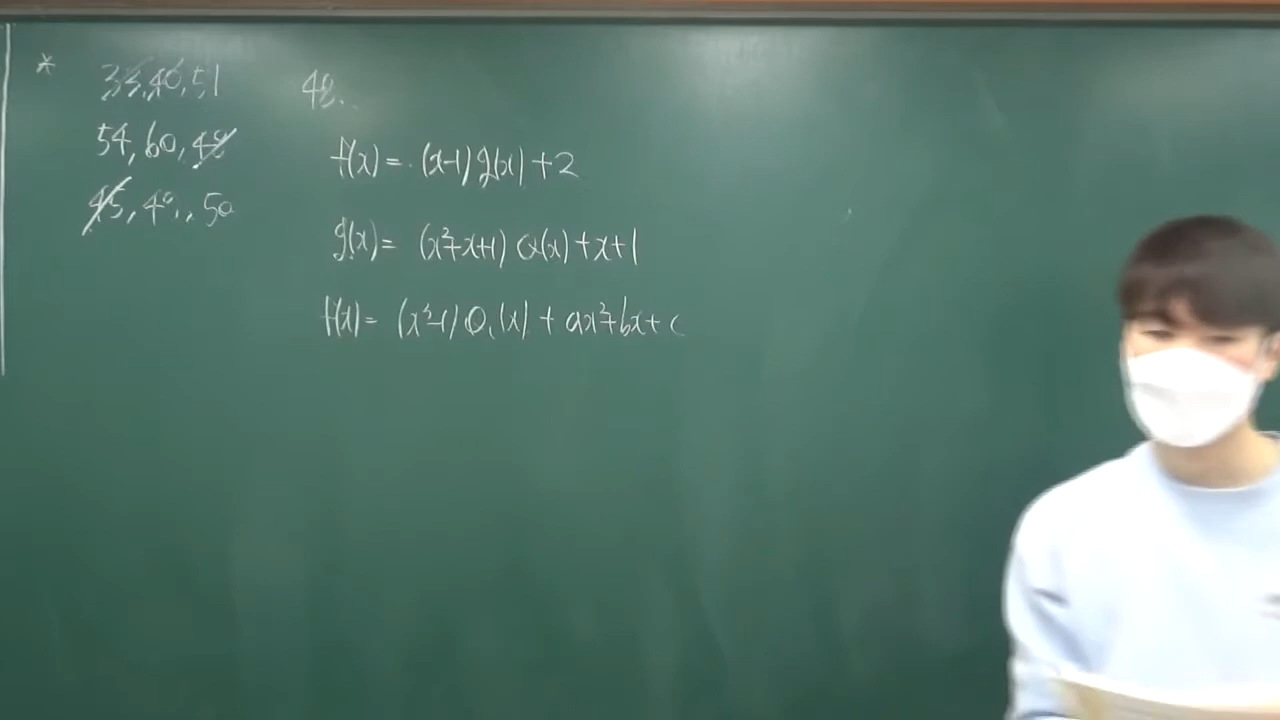 * 33, 40, 51
54, 60, 48
45, 49, 50
48.
f(x) = (x-1)g(x)+2
g(x) = (x²+x+1) Q(x)+x+1
f(x) = (x³-1) Q₁(x) + ax²+bx+c